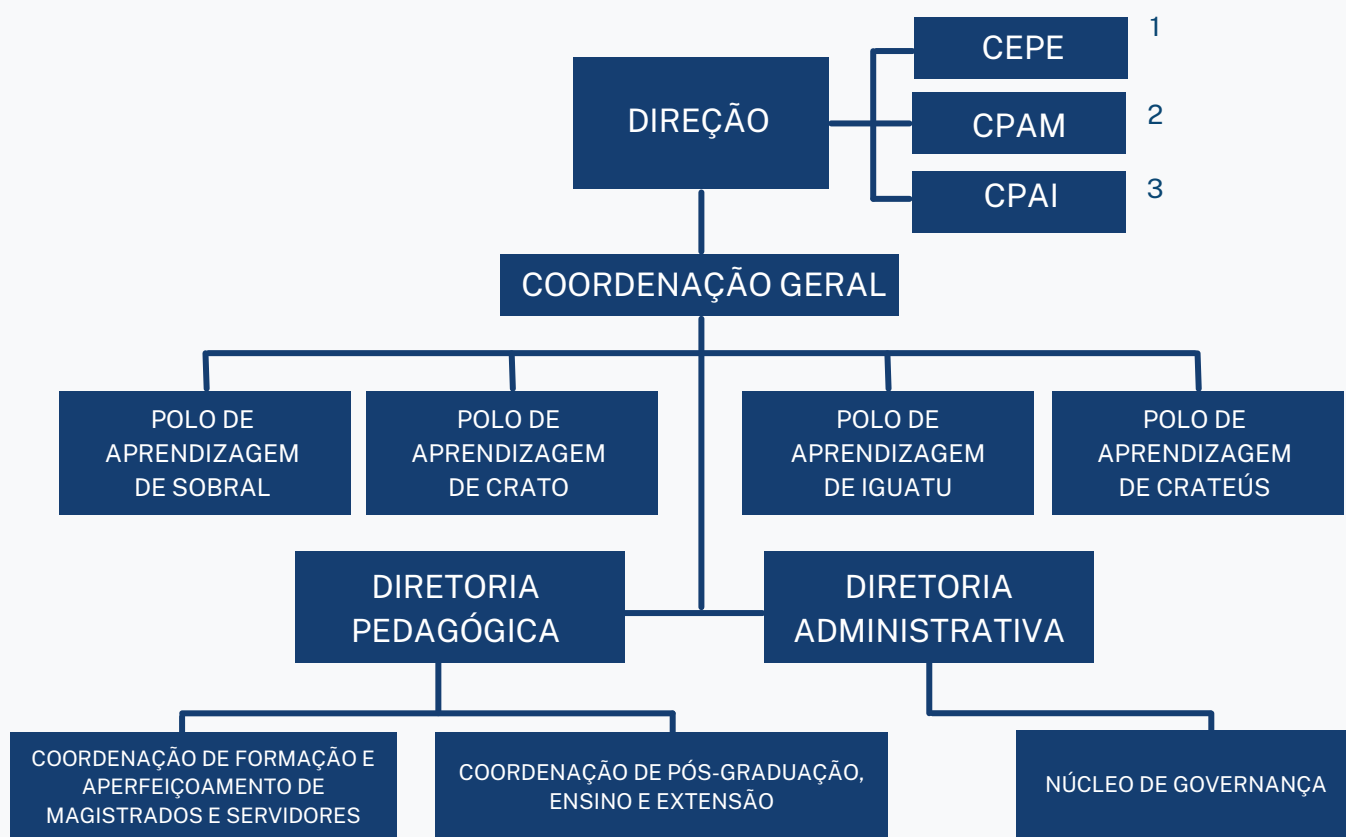 CEPE
1
DIREÇÃO
CPAM
2
CPAI
3
COORDENAÇÃO GERAL
POLO DE
APRENDIZAGEM
DE SOBRAL
POLO DE
APRENDIZAGEM
DE CRATO
POLO DE
APRENDIZAGEM
DE IGUATU
POLO DE
APRENDIZAGEM
DE CRATEÚS
DIRETORIA
PEDAGÓGICA
DIRETORIA
ADMINISTRATIVA
COORDENAÇÃO DE FORMAÇÃO E
APERFEIÇOAMENTO DE
MAGISTRADOS E SERVIDORES
COORDENAÇÃO DE PÓS-GRADUAÇÃO,
ENSINO E EXTENSÃO
NÚCLEO DE GOVERNANÇA